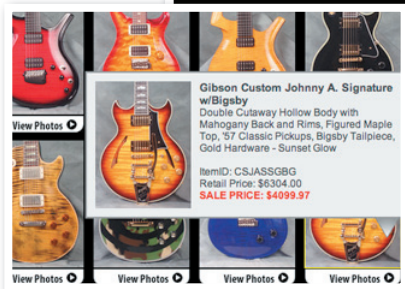 View Photos
Gibson Custom Johnny A. Signature
w/Bigsby
Double Cutaway Hollow Body with
Mahogany Back and Rims, Figured Maple
Top, '57 Classic Pickups, Bigsby Tailpiece,
Gold Hardware - Sunset Glow
ItemID: CSJASSGBG
Retail Price: $6304.00
SALE PRICE: $4099.97
View Photos
View Photos
View Photos
View Photos